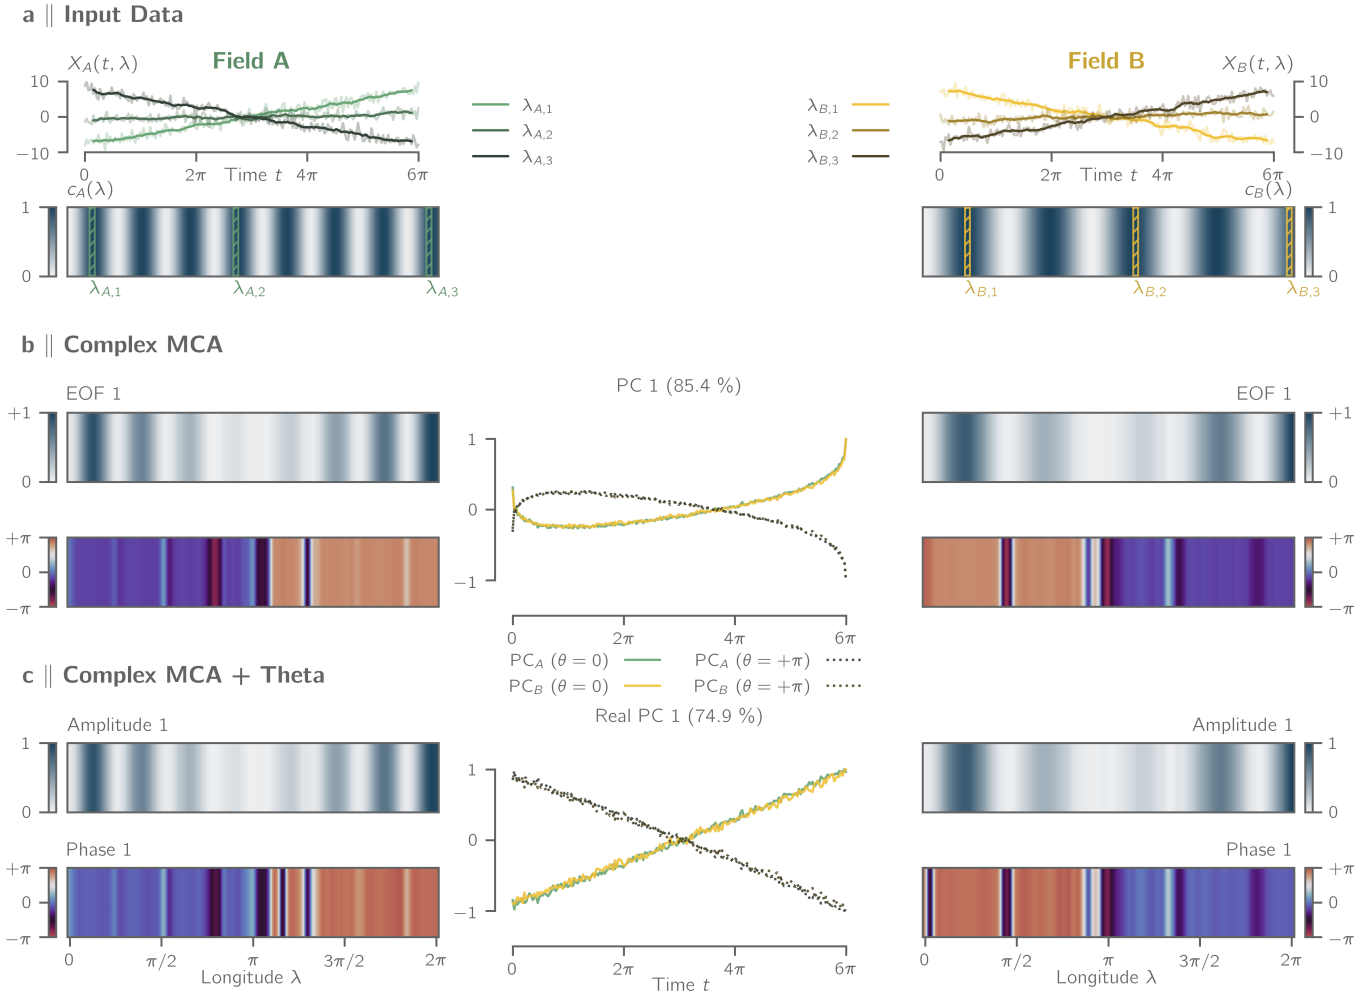 a ‖ Input Data
X_A(t, λ)
Field A
Field B
X_B(t, λ)
10
0
−10
λ_A,1
λ_A,2
λ_A,3
λ_B,1
λ_B,2
λ_B,3
10
0
−10
0
2π
Time t
4π
6π
0
2π
Time t
4π
6π
c_A(λ)
c_B(λ)
1
0
1
0
λ_A,1
λ_A,2
λ_A,3
λ_B,1
λ_B,2
λ_B,3
b ‖ Complex MCA
EOF 1
PC 1 (85.4 %)
EOF 1
+1
0
+1
0
1
0
−1
+π
0
−π
+π
0
−π
0
2π
4π
6π
PC_A (θ = 0)
PC_A (θ = +π)
PC_B (θ = 0)
PC_B (θ = +π)
c ‖ Complex MCA + Theta
Amplitude 1
Real PC 1 (74.9 %)
Amplitude 1
1
0
1
0
1
0
−1
Phase 1
Phase 1
+π
0
−π
+π
0
−π
0
π/2
π
3π/2
2π
Longitude λ
0
2π
4π
6π
Time t
0
π/2
π
3π/2
2π
Longitude λ